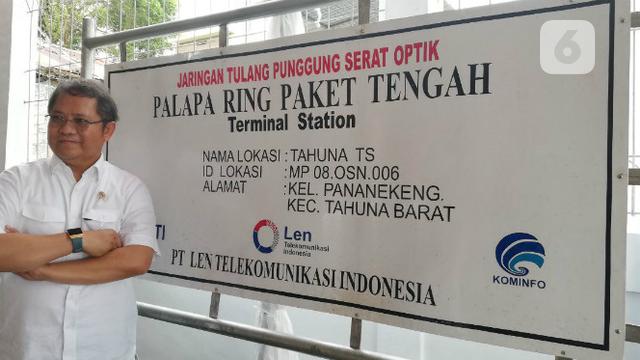 6
JARINGAN TULANG PUNGGUNG SERAT OPTIK
PALAPA RING PAKET TENGAH
Terminal Station
NAMA LOKASI : TAHUNA TS
ID LOKASI : MP 08.OSN.006
ALAMAT : KEL. PANANEKENG.
KEC. TAHUNA BARAT
TI
Len
Telekomunikasi
Indonesia
KOMINFO
PT LEN TELEKOMUNIKASI INDONESIA